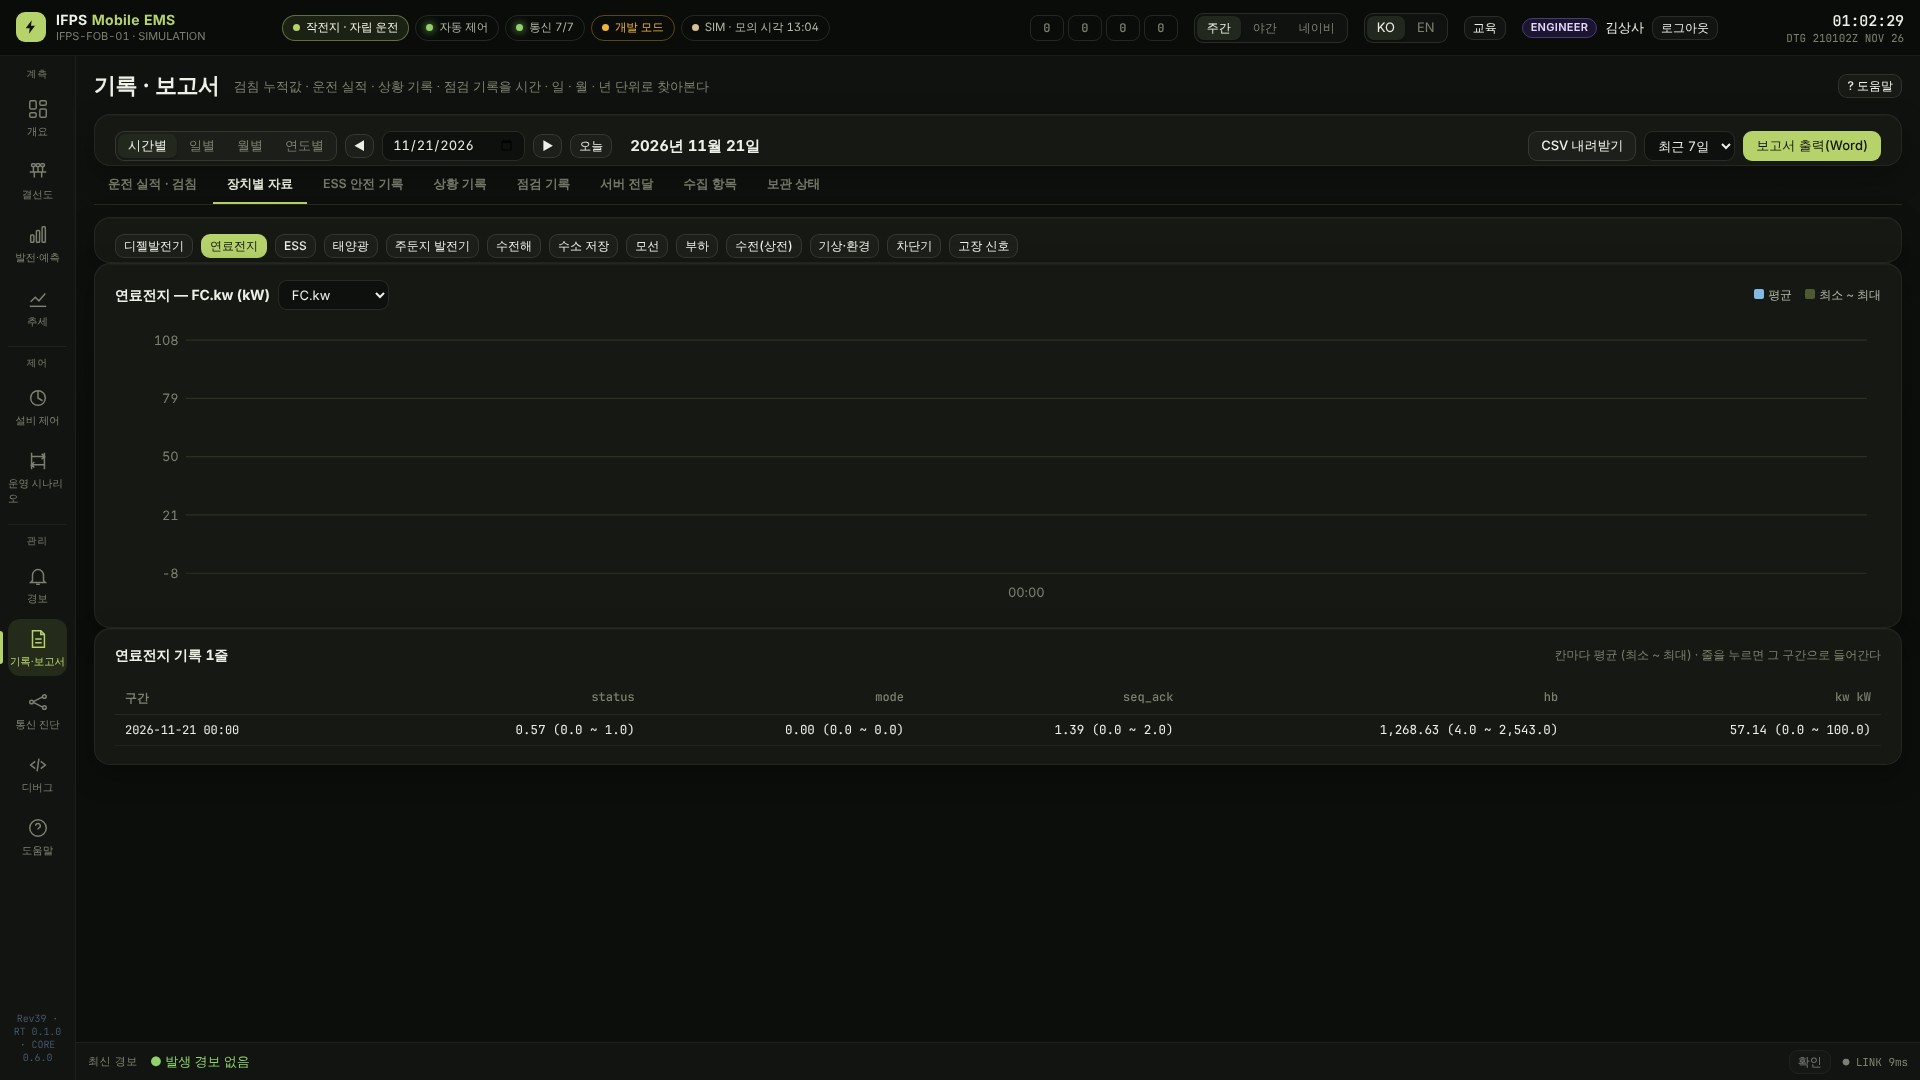 IFPS Mobile EMS
IFPS-FOB-01 · SIMULATION
작전지 · 자립 운전
자동 제어
통신 7/7
개발 모드
SIM · 모의 시각 13:04
0 0 0 0
주간 야간 네이비
KO EN
교육
ENGINEER 김상사 로그아웃
01:02:29
DTG 210102Z NOV 26
계측
개요
결선도
발전·예측
추세
제어
설비 제어
운영 시나리
오
관리
경보
기록·보고서
통신 진단
디버그
도움말
Rev39 ·
RT 0.1.0
· CORE
0.6.0
기록 · 보고서 검침 누적값 · 운전 실적 · 상황 기록 · 점검 기록을 시간 · 일 · 월 · 년 단위로 찾아본다
? 도움말
시간별 일별 월별 연도별 ◀ 11/21/2026 ▶ 오늘 2026년 11월 21일
CSV 내려받기 최근 7일 보고서 출력(Word)
운전 실적 · 검침 장치별 자료 ESS 안전 기록 상황 기록 점검 기록 서버 전달 수집 항목 보관 상태
디젤발전기 연료전지 ESS 태양광 주둔지 발전기 수전해 수소 저장 모선 부하 수전(상전) 기상·환경 차단기 고장 신호
연료전지 — FC.kw (kW) FC.kw
평균 최소 ~ 최대
108
79
50
21
-8
00:00
연료전지 기록 1줄
칸마다 평균 (최소 ~ 최대) · 줄을 누르면 그 구간으로 들어간다
구간 status mode seq_ack hb kw kW
2026-11-21 00:00 0.57 (0.0 ~ 1.0) 0.00 (0.0 ~ 0.0) 1.39 (0.0 ~ 2.0) 1,268.63 (4.0 ~ 2,543.0) 57.14 (0.0 ~ 100.0)
최신 경보 발생 경보 없음
확인 LINK 9ms